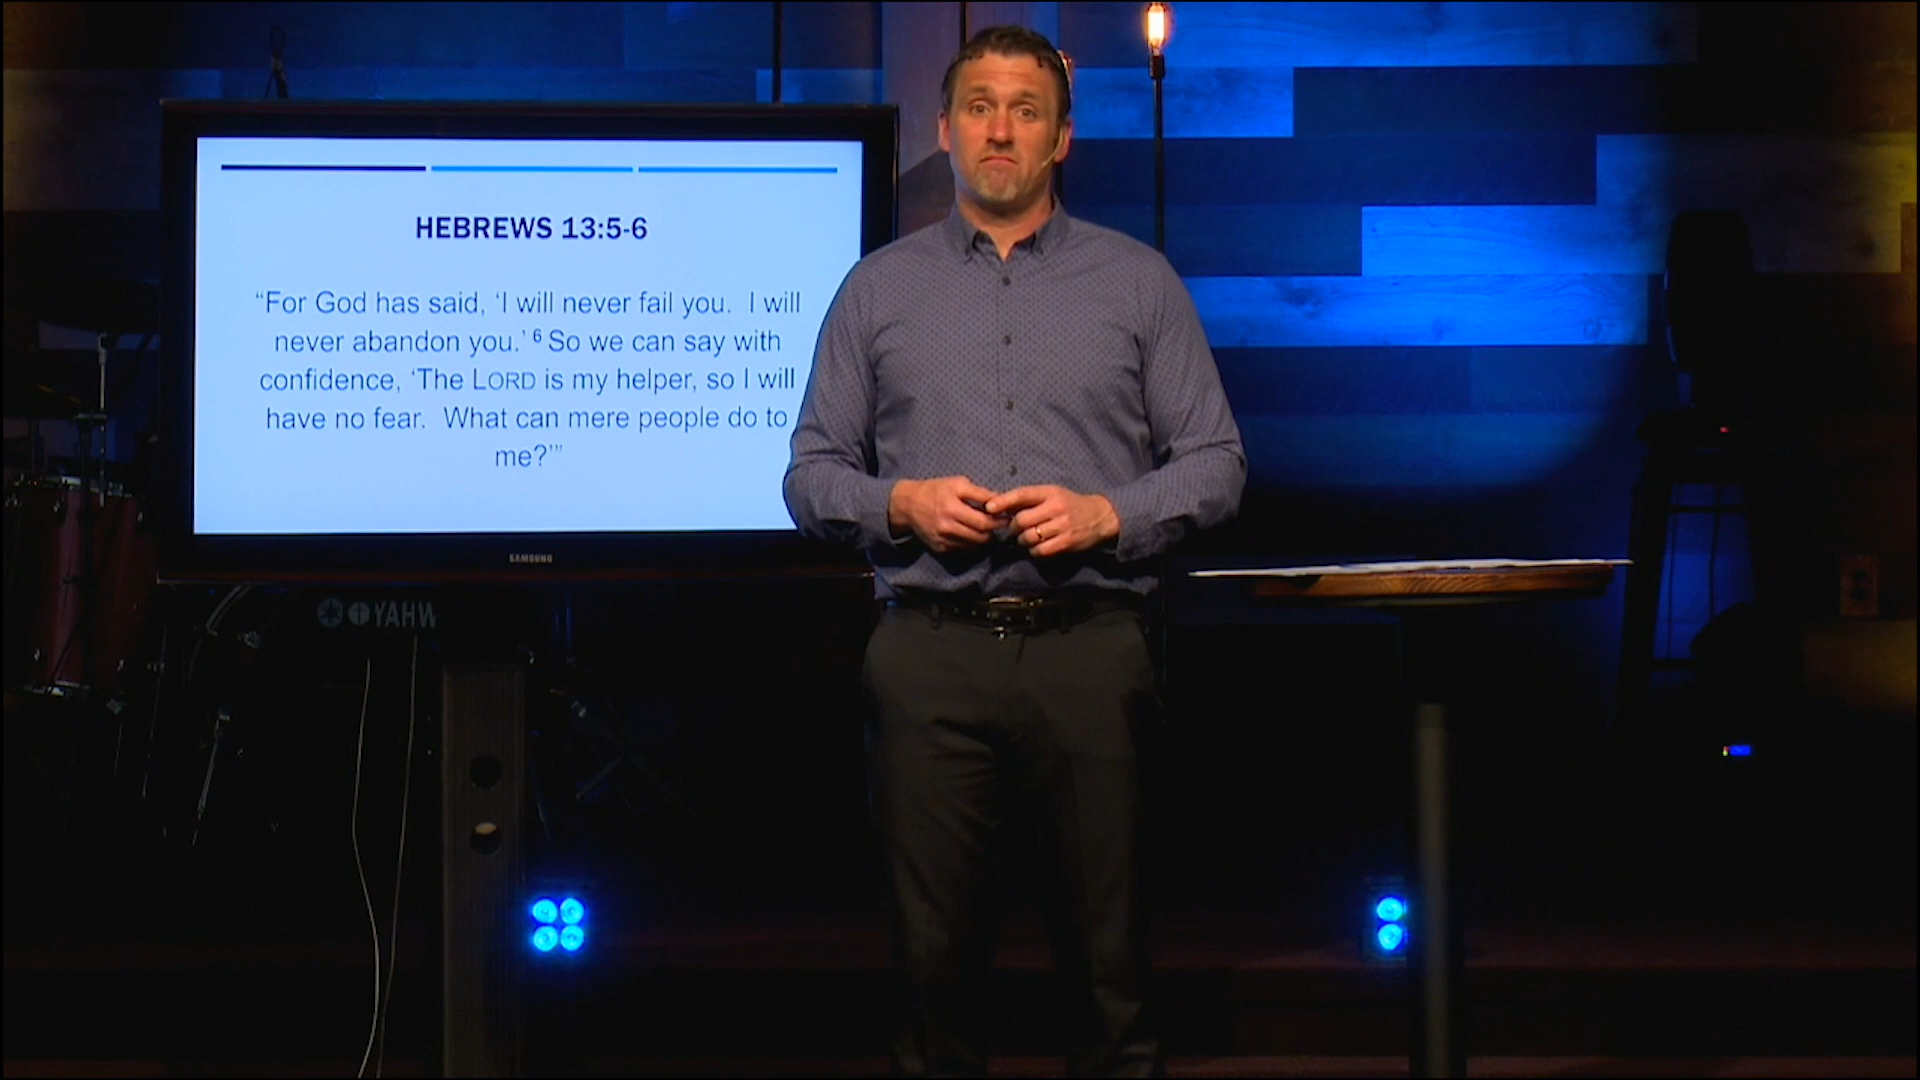 HEBREWS 13:5-6
“For God has said, ‘I will never fail you.  I will
never abandon you.’ ⁶ So we can say with
confidence, ‘The LORD is my helper, so I will
have no fear.  What can mere people do to
me?’”
SAMSUNG
YAHW